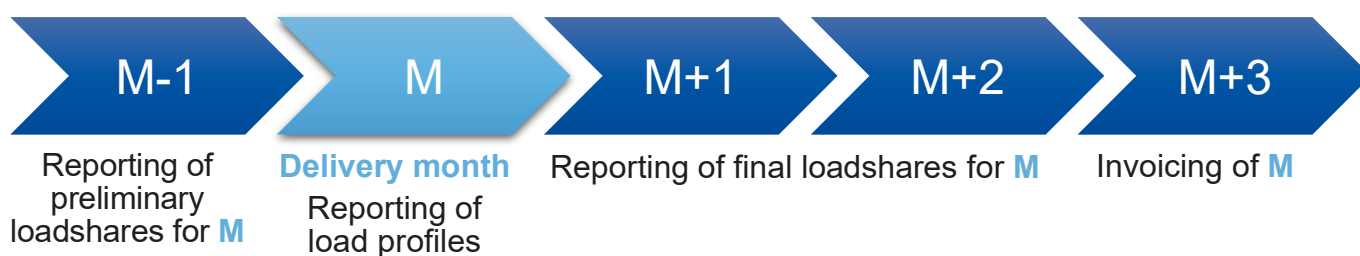 M-1
M
M+1
M+2
M+3
Reporting of
preliminary
loadshares for M
Delivery month
Reporting of
load profiles
Reporting of final loadshares for M
Invoicing of M